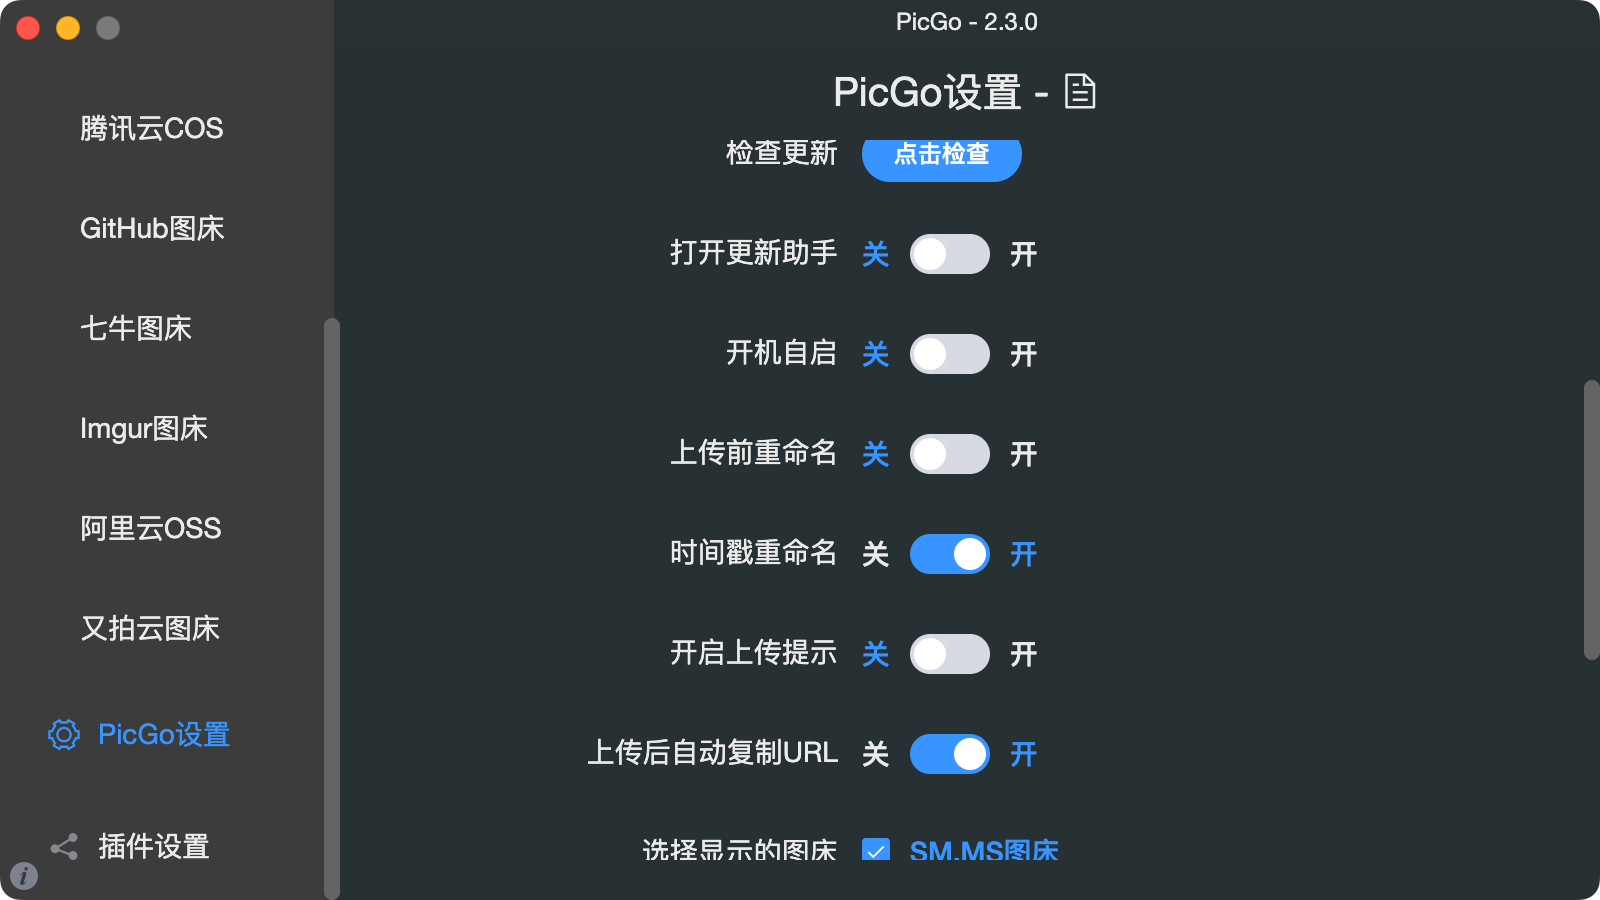 PicGo - 2.3.0
腾讯云COS
GitHub图床
七牛图床
Imgur图床
阿里云OSS
又拍云图床
PicGo设置
插件设置
PicGo设置 -
检查更新 点击检查
打开更新助手 关 开
开机自启 关 开
上传前重命名 关 开
时间戳重命名 关 开
开启上传提示 关 开
上传后自动复制URL 关 开
选择显示的图床 SM.MS图床